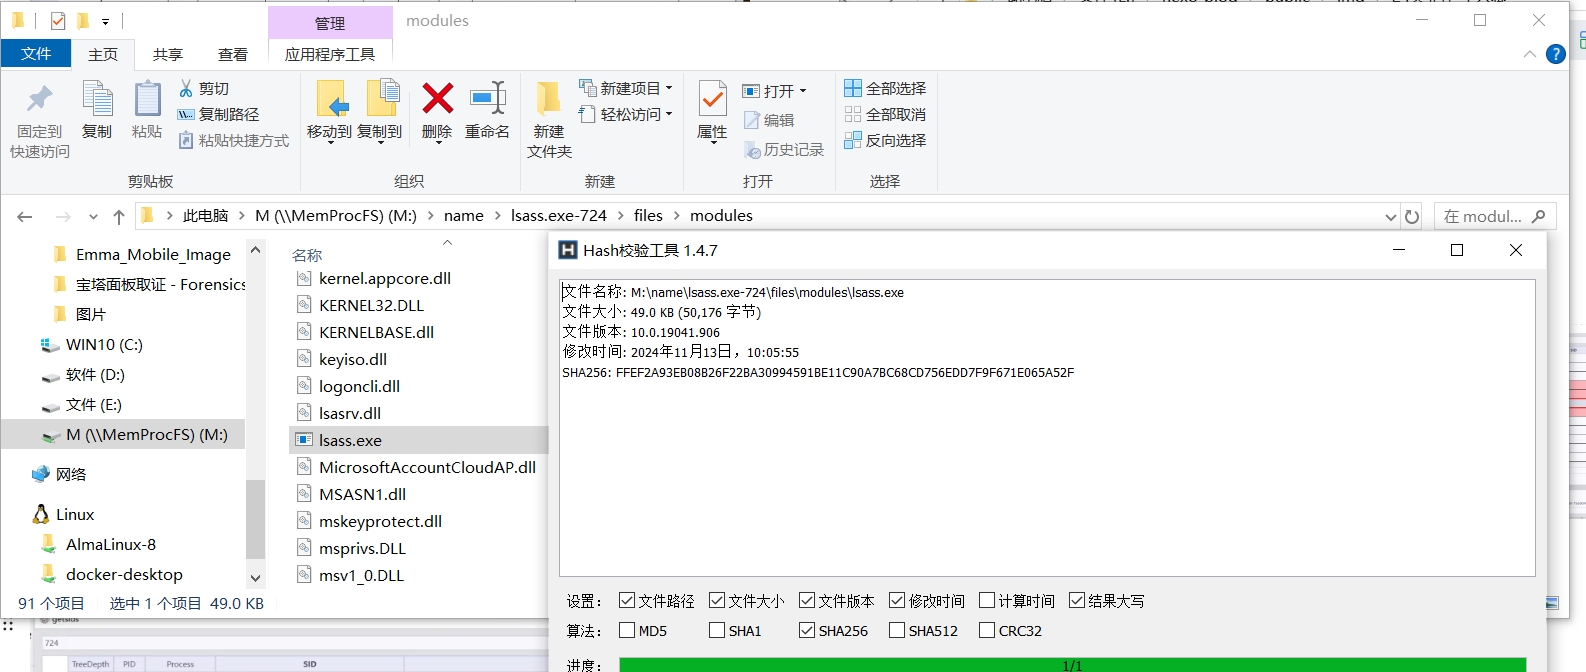 管理
modules
文件
主页
共享
查看
应用程序工具
固定到
快速访问
复制
粘贴
剪切
复制路径
粘贴快捷方式
剪贴板
移动到
复制到
删除
重命名
组织
新建
文件夹
新建项目
轻松访问
新建
属性
打开
编辑
历史记录
打开
全部选择
全部取消
反向选择
选择
此电脑 > M (\\MemProcFS) (M:) > name > lsass.exe-724 > files > modules
在 modul...
Emma_Mobile_Image
宝塔面板取证 - Forensics
图片
WIN10 (C:)
软件 (D:)
文件 (E:)
M (\\MemProcFS) (M:)
网络
Linux
AlmaLinux-8
docker-desktop
名称
kernel.appcore.dll
KERNEL32.DLL
KERNELBASE.dll
keyiso.dll
logoncli.dll
lsasrv.dll
lsass.exe
MicrosoftAccountCloudAP.dll
MSASN1.dll
mskeyprotect.dll
msprivs.DLL
msv1_0.DLL
91 个项目 选中 1 个项目 49.0 KB
Hash校验工具 1.4.7
文件名称: M:\name\lsass.exe-724\files\modules\lsass.exe
文件大小: 49.0 KB (50,176 字节)
文件版本: 10.0.19041.906
修改时间: 2024年11月13日，10:05:55
SHA256: FFEF2A93EB08B26F22BA30994591BE11C90A7BC68CD756EDD7F9F671E065A52F
设置： 文件路径 文件大小 文件版本 修改时间 计算时间 结果大写
算法： MD5 SHA1 SHA256 SHA512 CRC32
进度： 1/1
getsids
724
TreeDepth PID Process SID